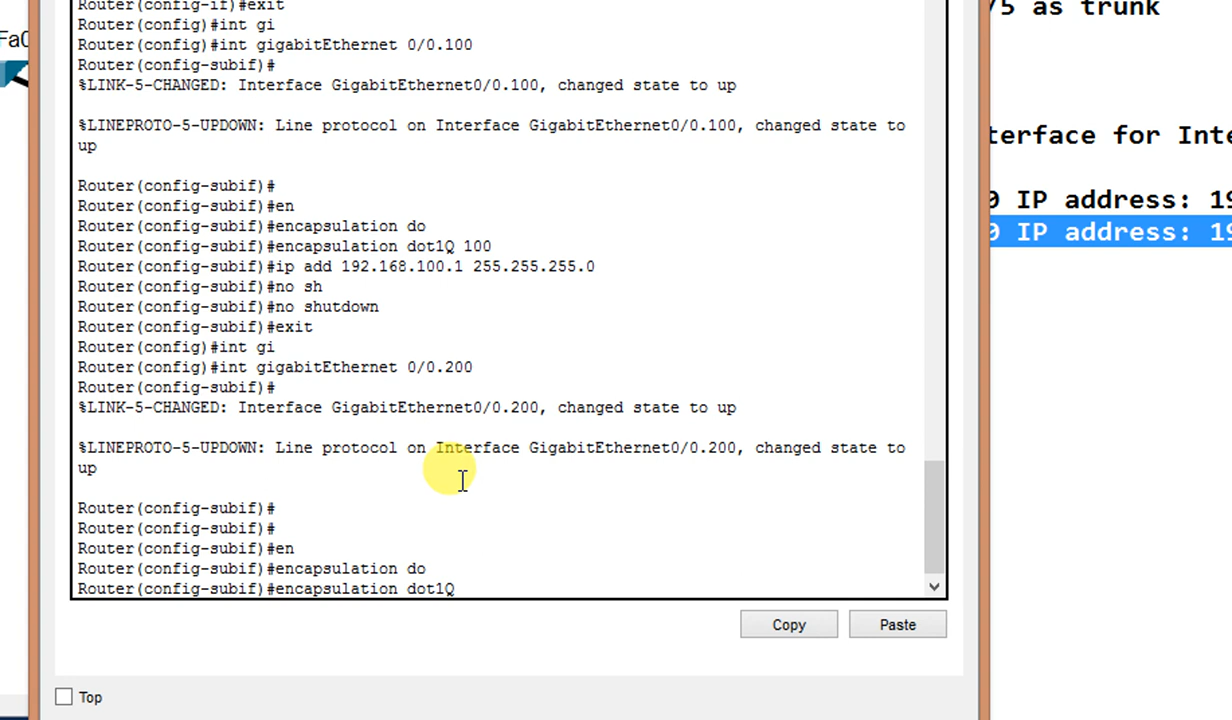 Router(config-if)#exit
Router(config)#int gi
Router(config)#int gigabitEthernet 0/0.100
Router(config-subif)#
%LINK-5-CHANGED: Interface GigabitEthernet0/0.100, changed state to up
%LINEPROTO-5-UPDOWN: Line protocol on Interface GigabitEthernet0/0.100, changed state to
up
Router(config-subif)#
Router(config-subif)#en
Router(config-subif)#encapsulation do
Router(config-subif)#encapsulation dot1Q 100
Router(config-subif)#ip add 192.168.100.1 255.255.255.0
Router(config-subif)#no sh
Router(config-subif)#no shutdown
Router(config-subif)#exit
Router(config)#int gi
Router(config)#int gigabitEthernet 0/0.200
Router(config-subif)#
%LINK-5-CHANGED: Interface GigabitEthernet0/0.200, changed state to up
%LINEPROTO-5-UPDOWN: Line protocol on Interface GigabitEthernet0/0.200, changed state to
up
Router(config-subif)#
Router(config-subif)#
Router(config-subif)#en
Router(config-subif)#encapsulation do
Router(config-subif)#encapsulation dot1Q
Copy
Paste
Top
/5 as trunk
terface for Inte
0 IP address: 19
0 IP address: 19